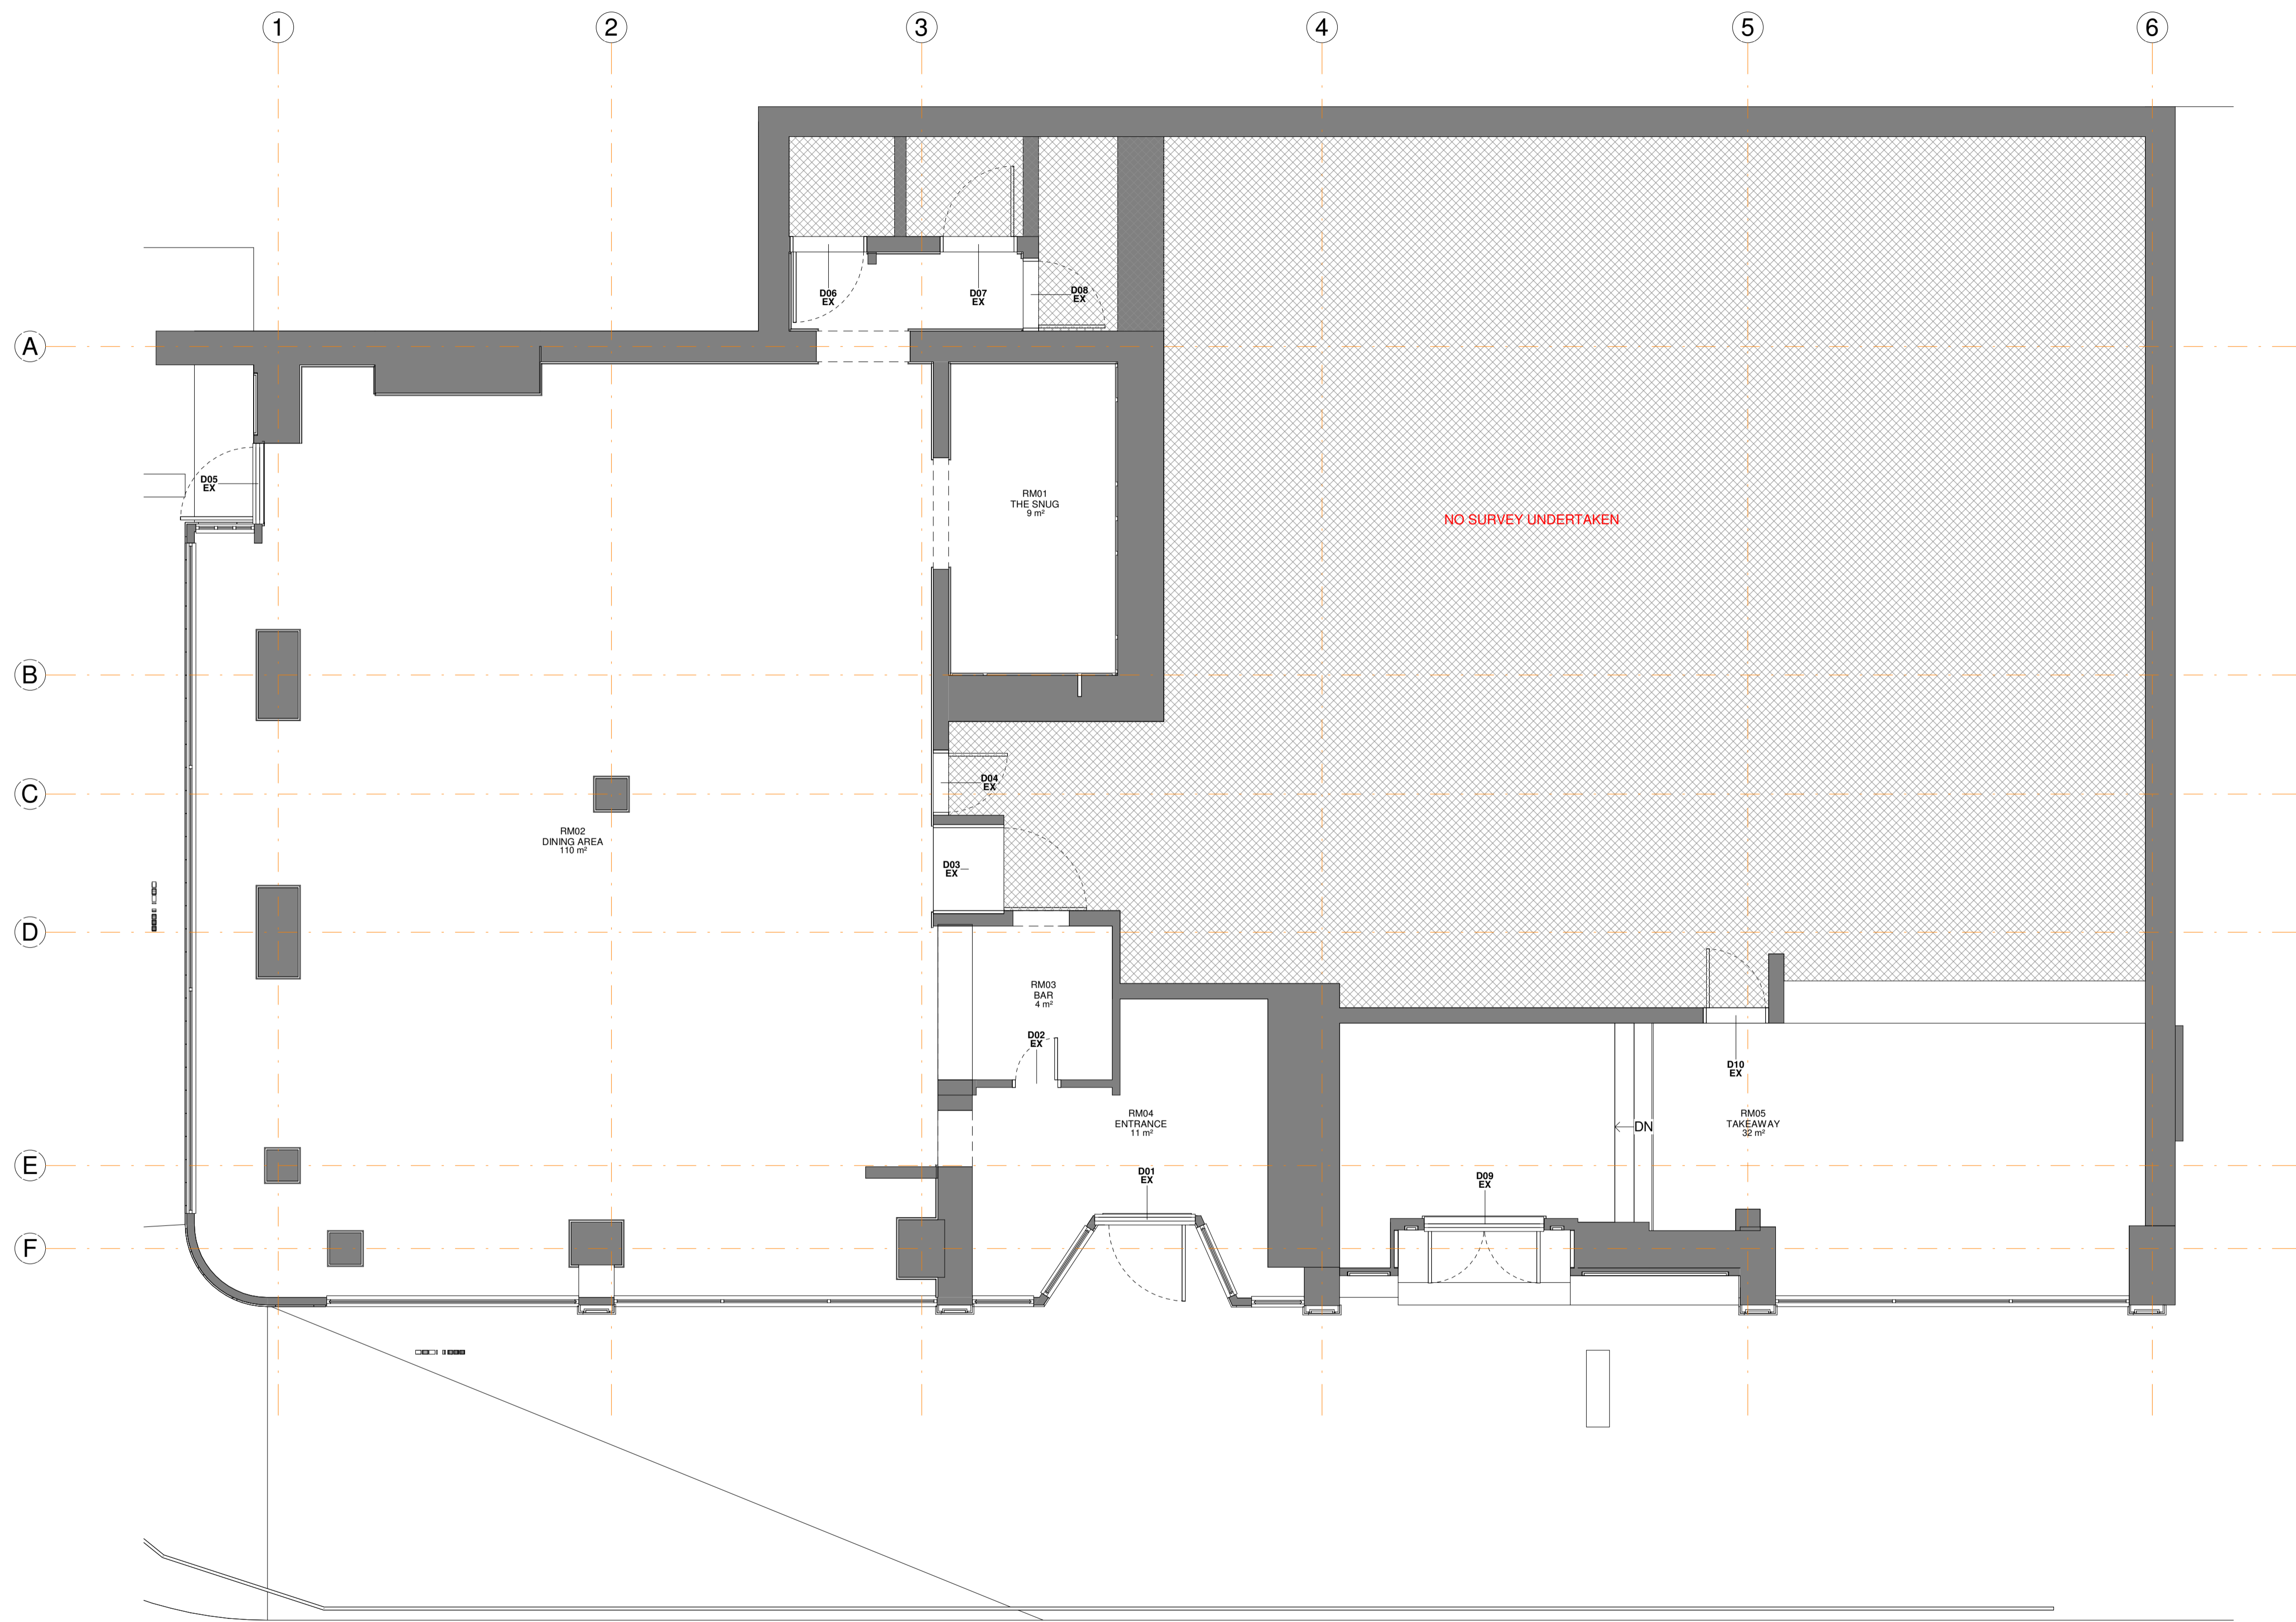 1
2
3
4
5
6
D06
EX
D07
EX
D08
EX
A
D05
EX
RM01
THE SNUG
9 m²
NO SURVEY UNDERTAKEN
B
D04
EX
C
RM02
DINING AREA
110 m²
D03
EX
D
RM03
BAR
4 m²
D02
EX
D10
EX
RM04
ENTRANCE
11 m²
DN
RM05
TAKEAWAY
32 m²
E
D01
EX
D09
EX
F